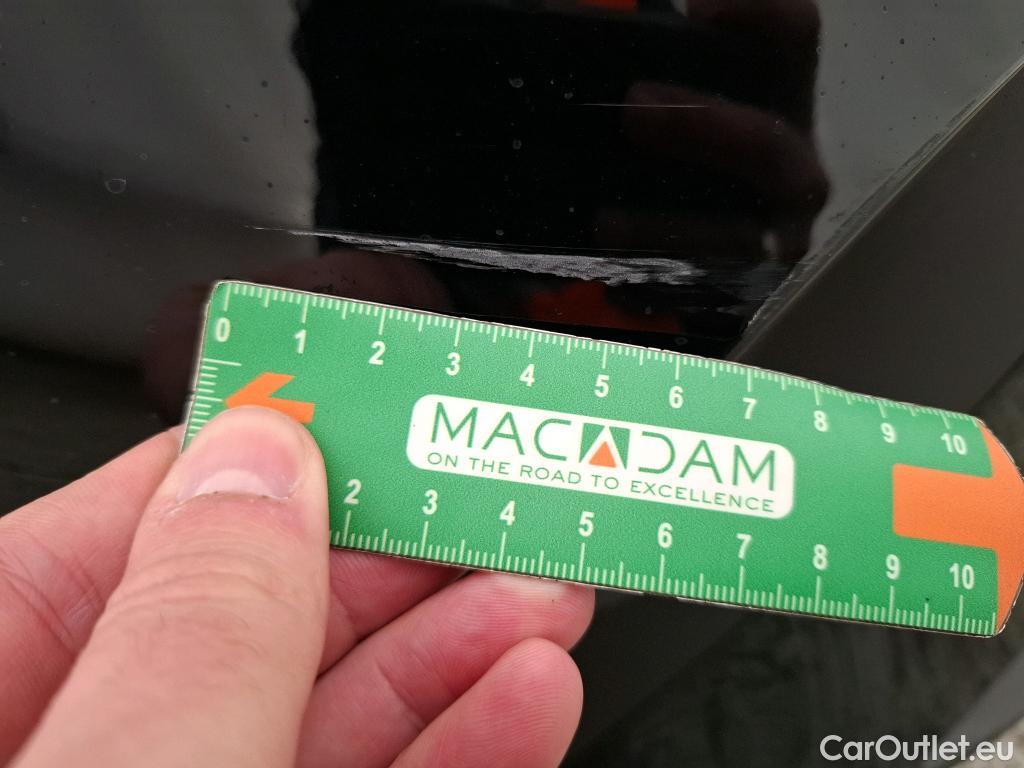 0 1 2 3 4 5 6 7 8 9 10
MACADAM
ON THE ROAD TO EXCELLENCE
2 3 4 5 6 7 8 9 10
CarOutlet.eu